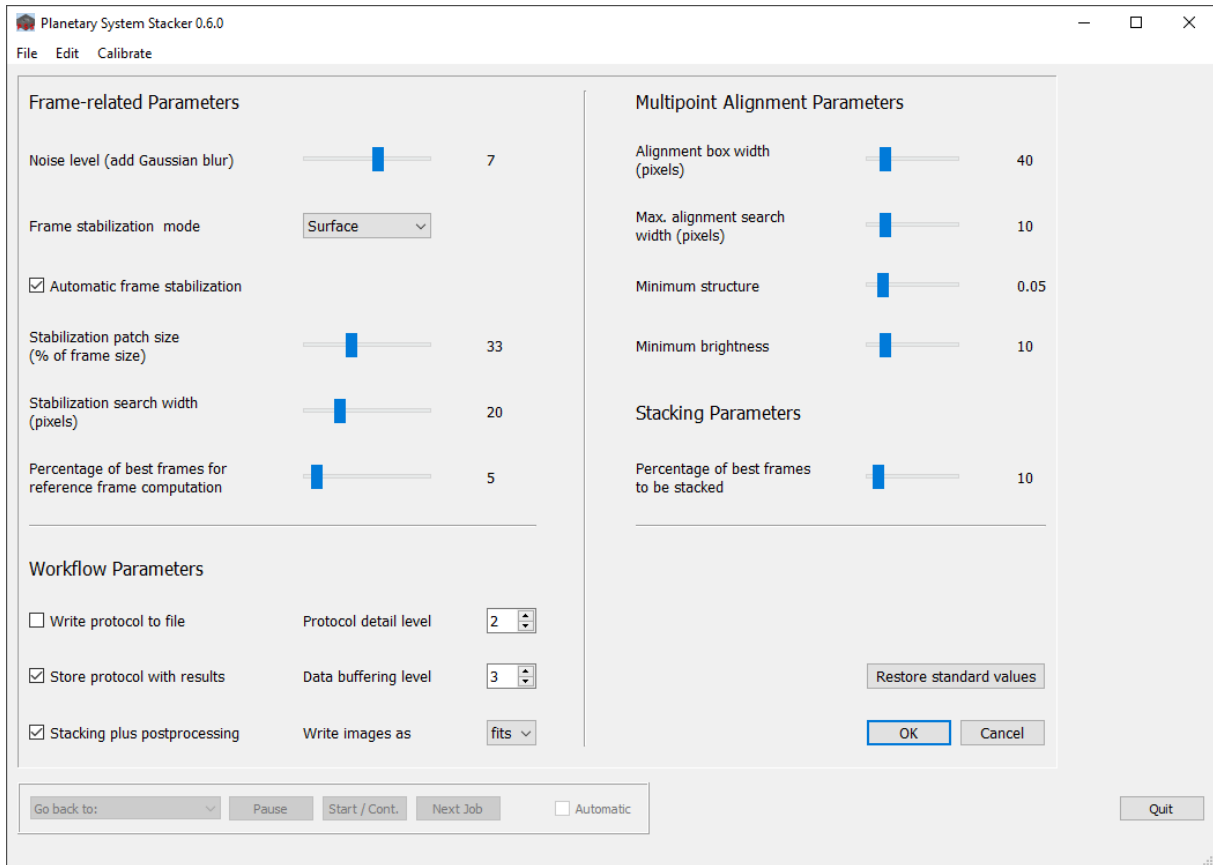 Planetary System Stacker 0.6.0
File Edit Calibrate
Frame-related Parameters
Noise level (add Gaussian blur) 7
Frame stabilization mode Surface
Automatic frame stabilization
Stabilization patch size
(% of frame size) 33
Stabilization search width
(pixels) 20
Percentage of best frames for
reference frame computation 5
Workflow Parameters
Write protocol to file Protocol detail level 2
Store protocol with results Data buffering level 3
Stacking plus postprocessing Write images as fits
Multipoint Alignment Parameters
Alignment box width
(pixels) 40
Max. alignment search
width (pixels) 10
Minimum structure 0.05
Minimum brightness 10
Stacking Parameters
Percentage of best frames
to be stacked 10
Restore standard values
OK Cancel
Go back to: Pause Start / Cont. Next Job Automatic Quit